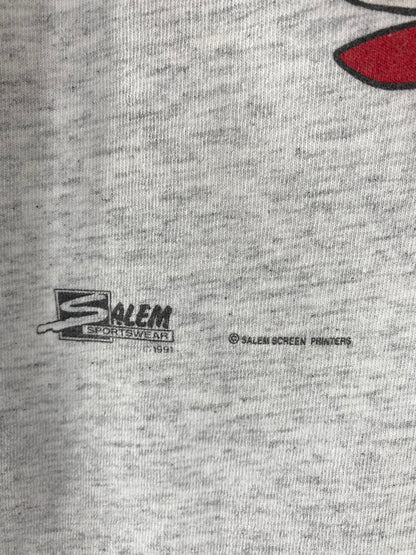 SALEM
SPORTSWEAR
© 1991
© SALEM SCREEN PRINTERS